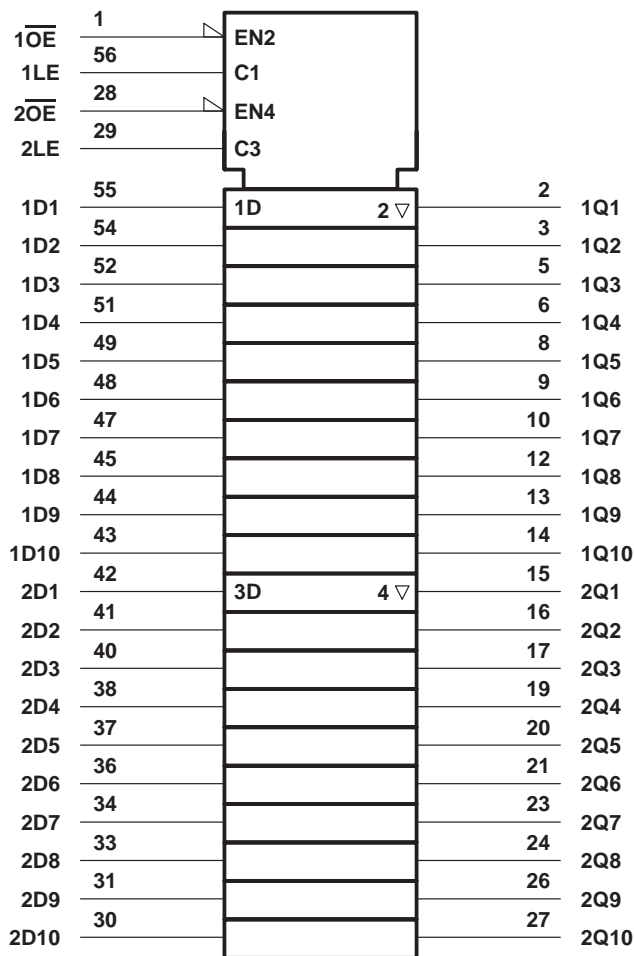 1
1OE EN2
56
1LE C1
28
2OE EN4
29
2LE C3
55 2
1D1 1D 2 ▽ 1Q1
54 3
1D2 1Q2
52 5
1D3 1Q3
51 6
1D4 1Q4
49 8
1D5 1Q5
48 9
1D6 1Q6
47 10
1D7 1Q7
45 12
1D8 1Q8
44 13
1D9 1Q9
43 14
1D10 1Q10
42 15
2D1 3D 4 ▽ 2Q1
41 16
2D2 2Q2
40 17
2D3 2Q3
38 19
2D4 2Q4
37 20
2D5 2Q5
36 21
2D6 2Q6
34 23
2D7 2Q7
33 24
2D8 2Q8
31 26
2D9 2Q9
30 27
2D10 2Q10